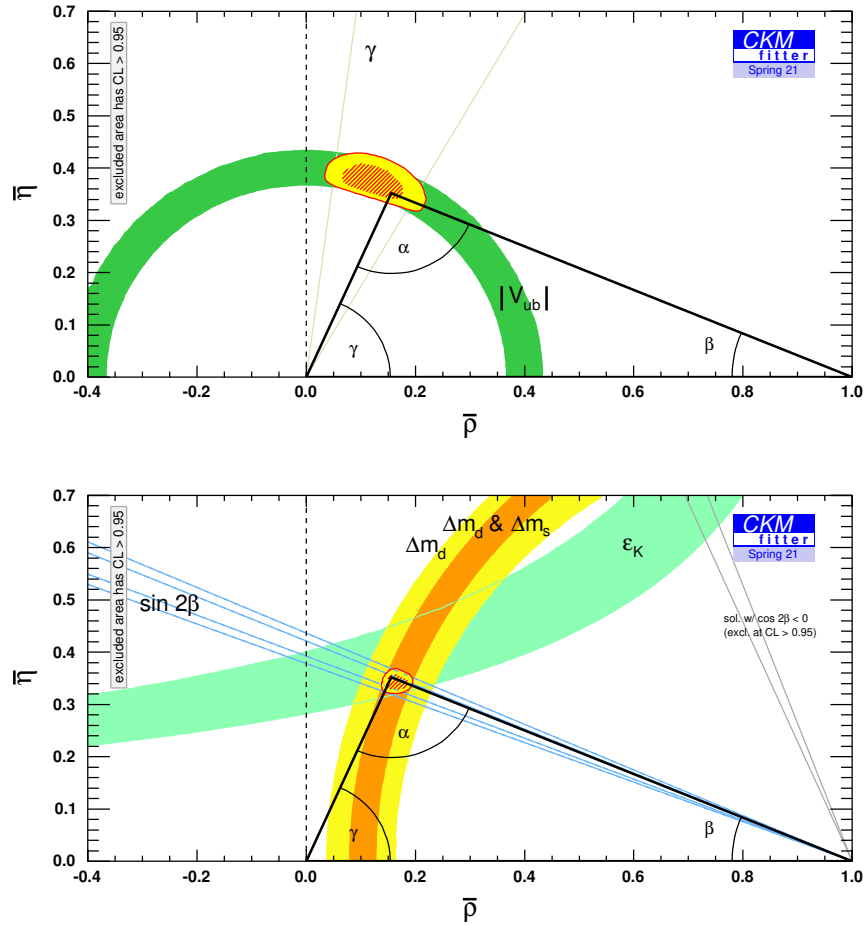 0.7
0.6
0.5
0.4
0.3
0.2
0.1
0.0
η̅
excluded area has CL > 0.95
γ
CKM
fitter
Spring 21
α
|V_ub|
γ
β
-0.4 -0.2 0.0 0.2 0.4 0.6 0.8 1.0
ρ̅
0.7
0.6
0.5
0.4
0.3
0.2
0.1
0.0
η̅
excluded area has CL > 0.95
Δm_d & Δm_s
Δm_d
ε_K
CKM
fitter
Spring 21
sin 2β
sol. w/ cos 2β < 0
(excl. at CL > 0.95)
α
γ
β
-0.4 -0.2 0.0 0.2 0.4 0.6 0.8 1.0
ρ̅